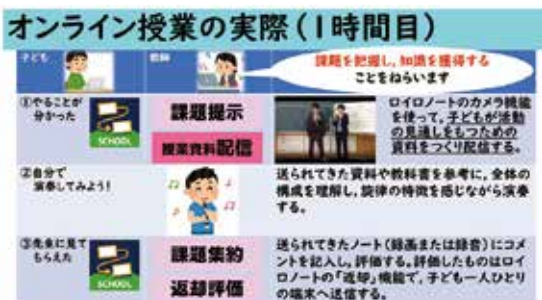 オンライン授業の実際(1時間目)
子ども
教師
課題を把握し、知識を獲得する
ことをねらいます
①やることが
分かった
SCHOOL
課題提示
授業資料配信
ロイロノートのカメラ機能
を使って、子どもが活動
の見通しをもつための
資料をつくり配信する。
②自分で
演奏してみよう!
送られてきた資料や教科書を参考に、全体の
構成を理解し、旋律の特徴を感じながら演奏
する。
③先生に見て
もらえた
SCHOOL
課題集約
返却評価
送られてきたノート(録画または録音)にコメ
ントを記入し、評価する。評価したものはロイ
ロノートの「返却」機能で、子ども一人ひとり
の端末へ送信する。